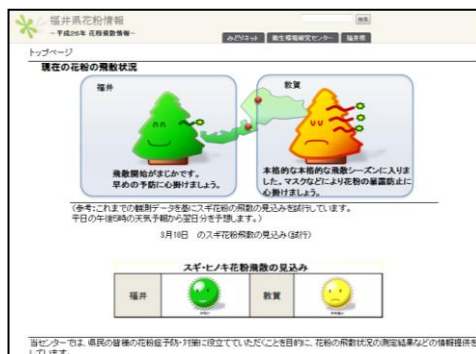 福井県花粉情報
－平成26年 花粉飛散情報－
検索
みどりネット
衛生環境研究センター
福井県
トップページ
現在の花粉の飛散状況
福井
敦賀
飛散開始がまじかです。
早めの予防に心掛けましょう。
本格的な本格的な飛散シーズンに入りま
した。マスクなどにより花粉の暴露防止に
心掛けましょう。
(参考：これまでの観測データを基にスギ花粉の飛散の見込みを試行しています。
平日の午後5時の天気予報から翌日分を予想します。)
3月10日 のスギ花粉飛散の見込み(試行)
スギ・ヒノキ花粉飛散の見込み
福井
敦賀
当センターでは、県民の皆様の花粉症予防・対策に役立てていただくことを目的に、花粉の飛散状況の測定結果などの情報提供を
しています。